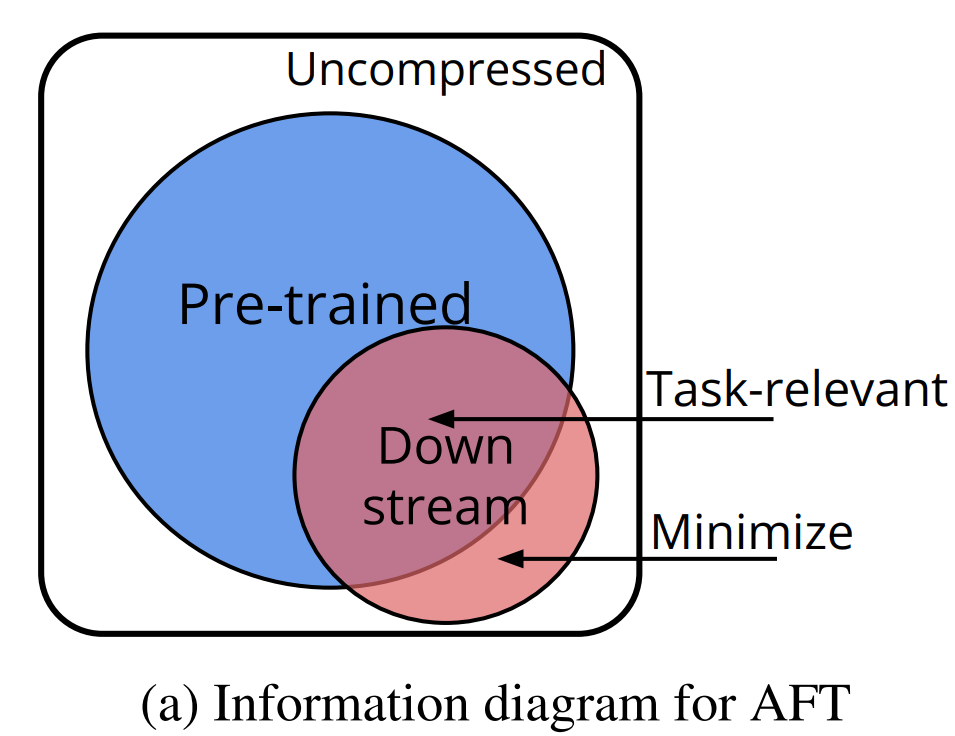 Uncompressed
Pre-trained
Task-relevant
Down
stream
Minimize
(a) Information diagram for AFT